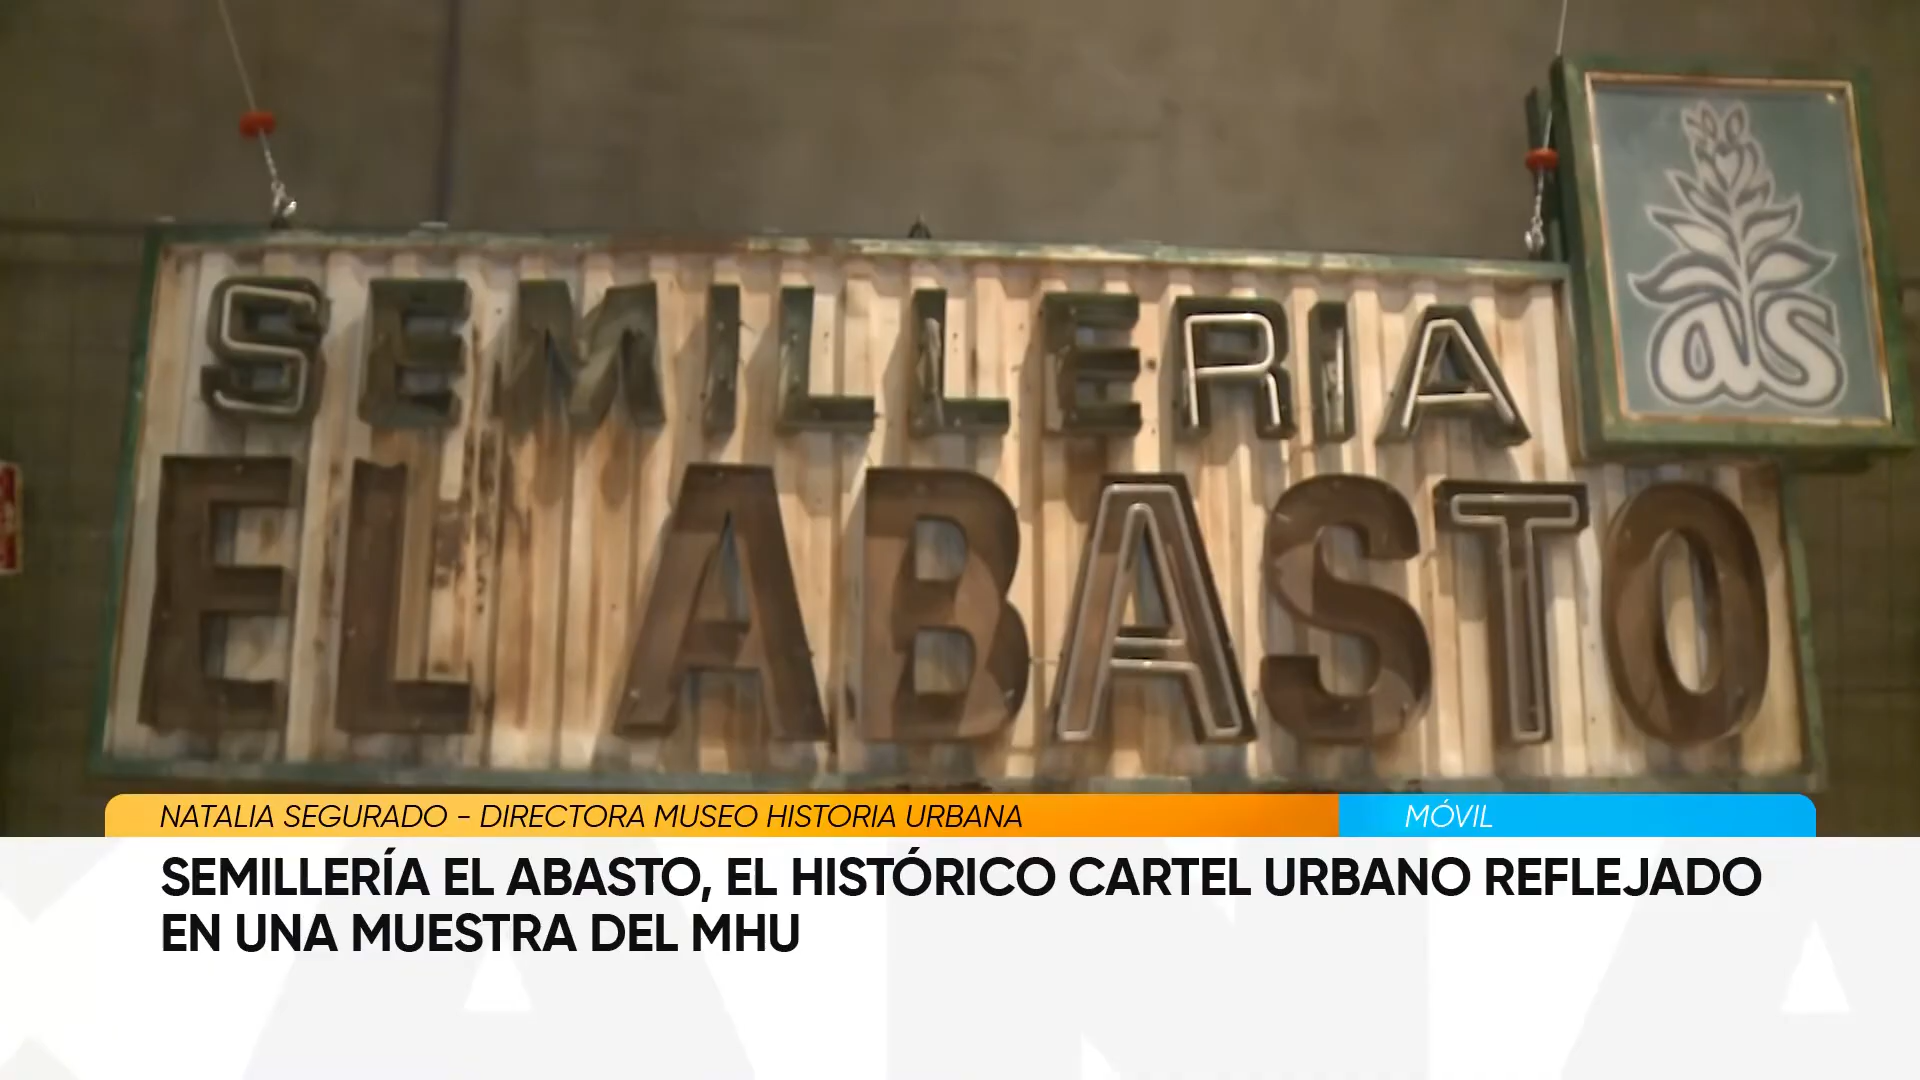 SEMILLERIA
as
EL ABASTO
NATALIA SEGURADO - DIRECTORA MUSEO HISTORIA URBANA
MÓVIL
SEMILLERÍA EL ABASTO, EL HISTÓRICO CARTEL URBANO REFLEJADO
EN UNA MUESTRA DEL MHU